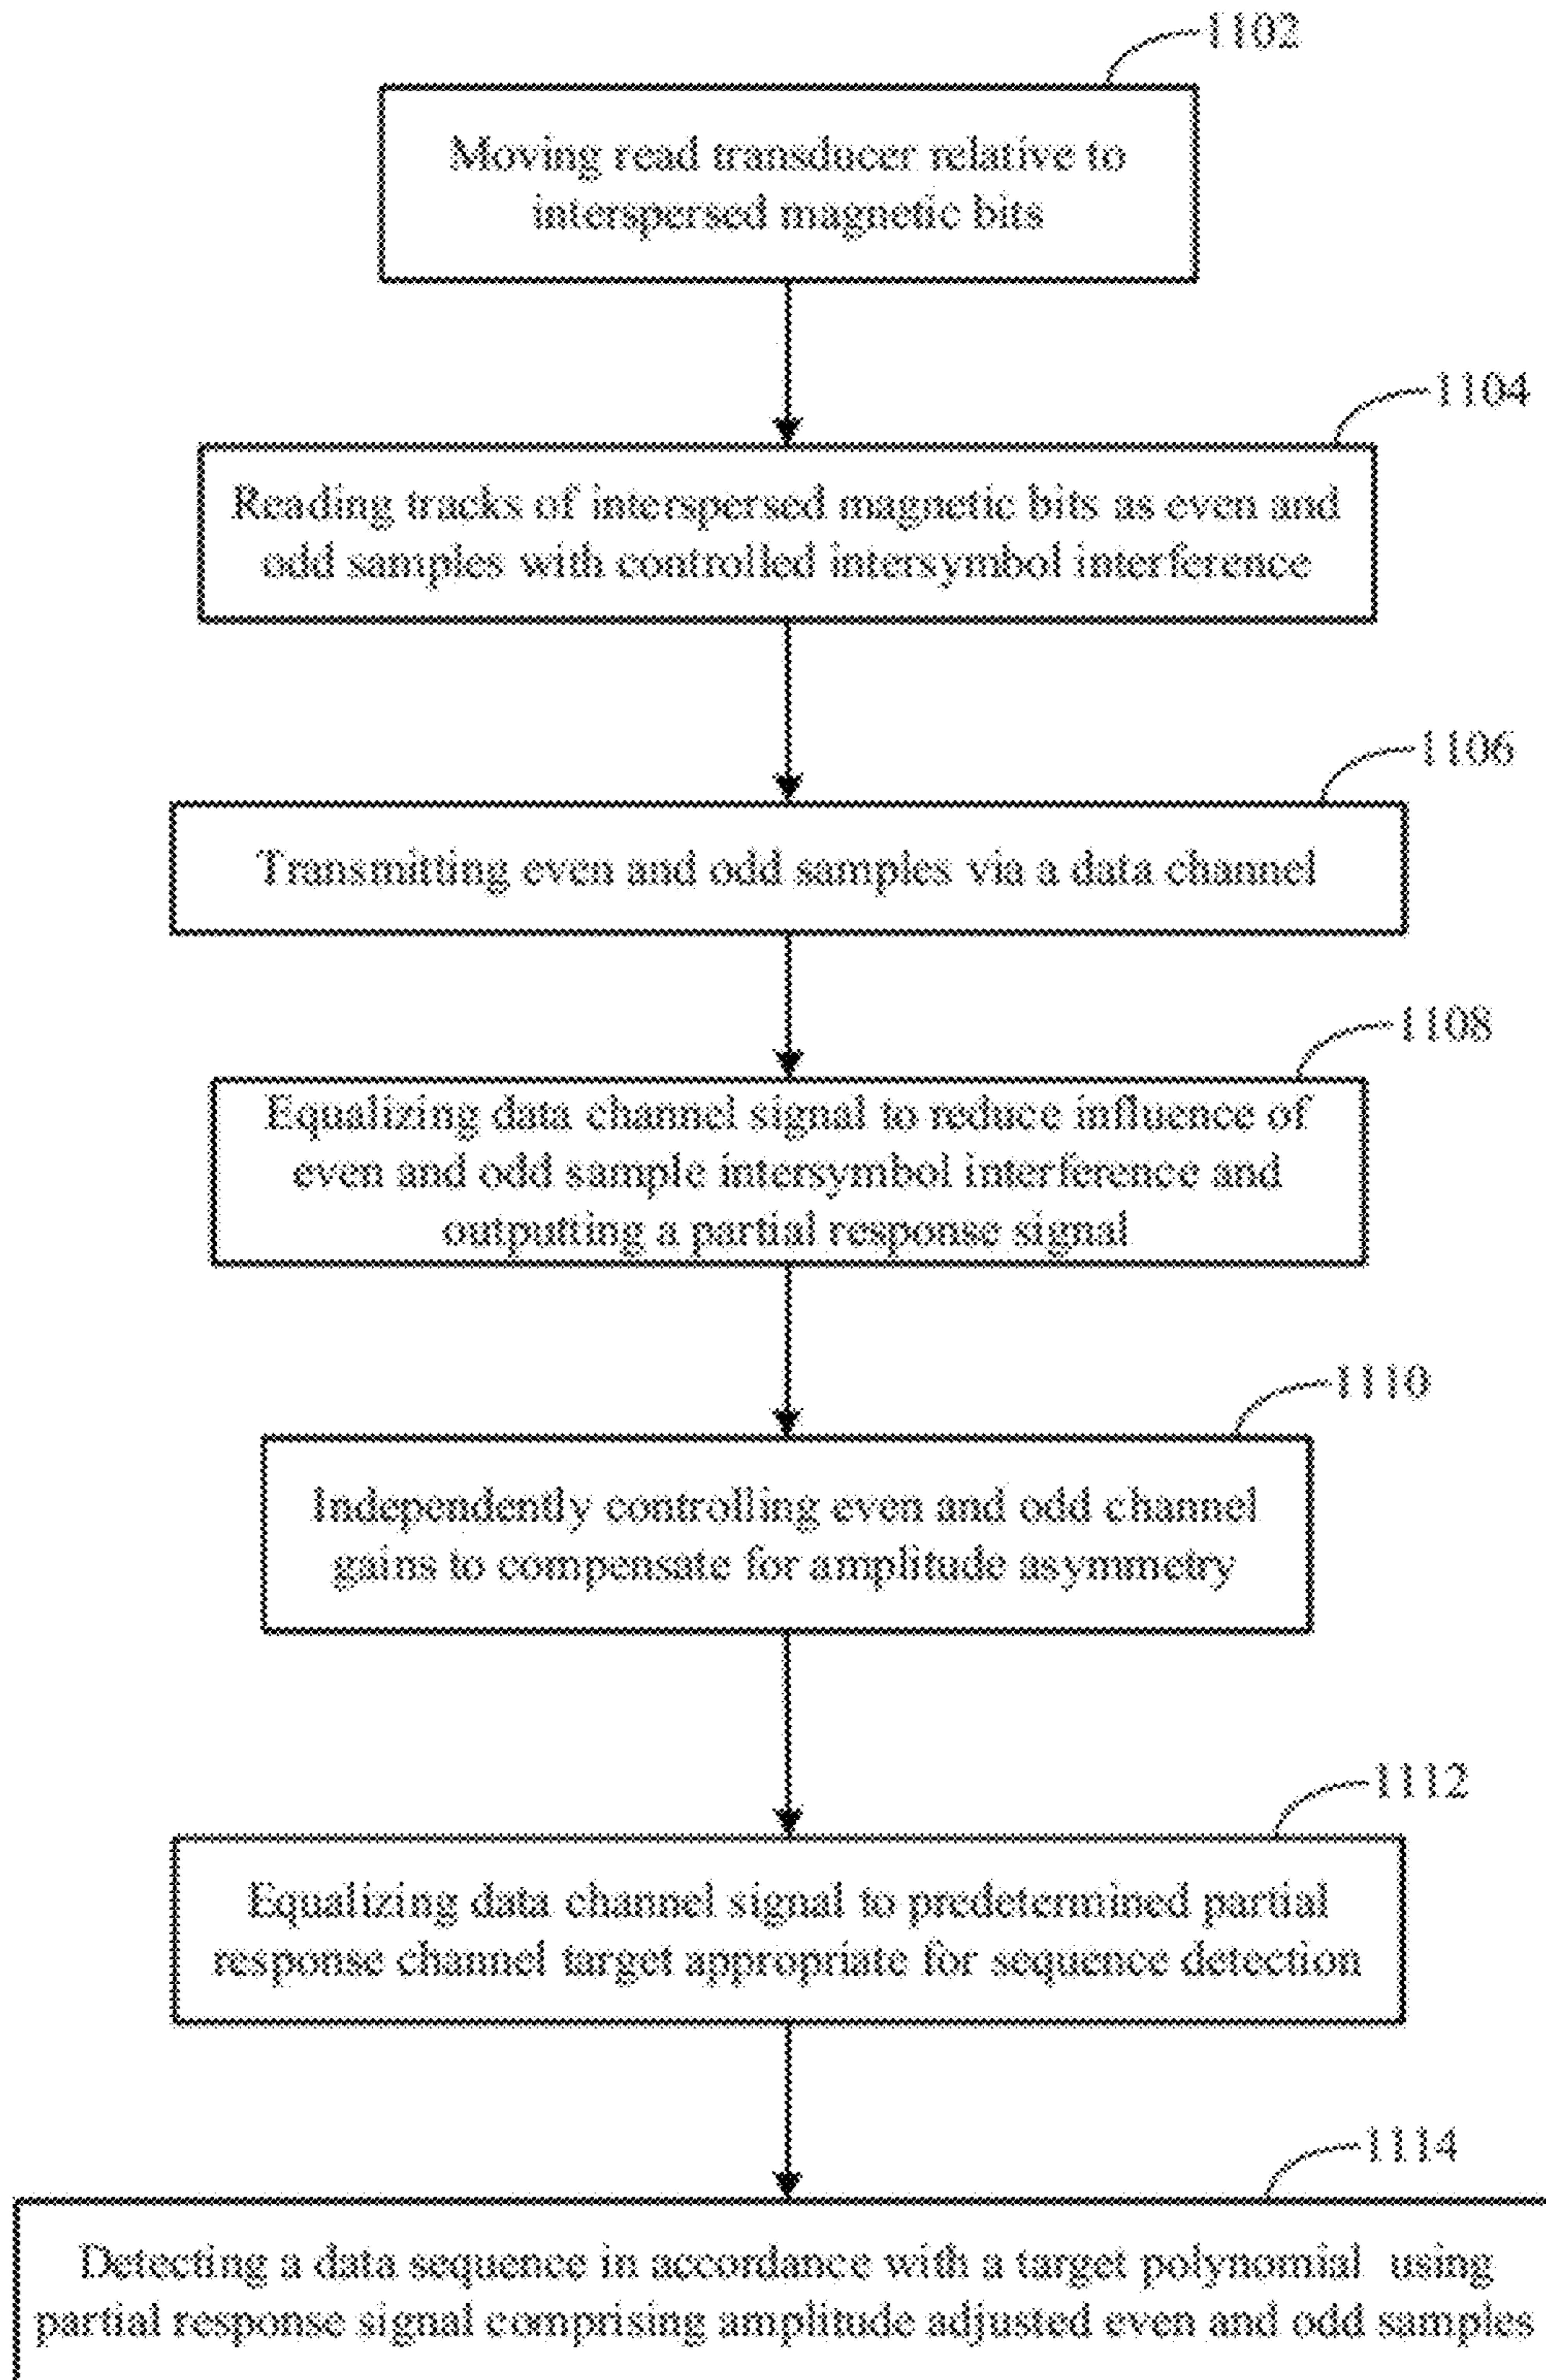 1102
Moving read transducer relative to
interspersed magnetic bits
1104
Reading tracks of interspersed magnetic bits as even and
odd samples with controlled intersymbol interference
1106
Transmitting even and odd samples via a data channel
1108
Equalizing data channel signal to reduce influence of
even and odd sample intersymbol interference and
outputting a partial response signal
1110
Independently controlling even and odd channel
gains to compensate for amplitude asymmetry
1112
Equalizing data channel signal to predetermined partial
response channel target appropriate for sequence detection
1114
Detecting a data sequence in accordance with a target polynomial using
partial response signal comprising amplitude adjusted even and odd samples